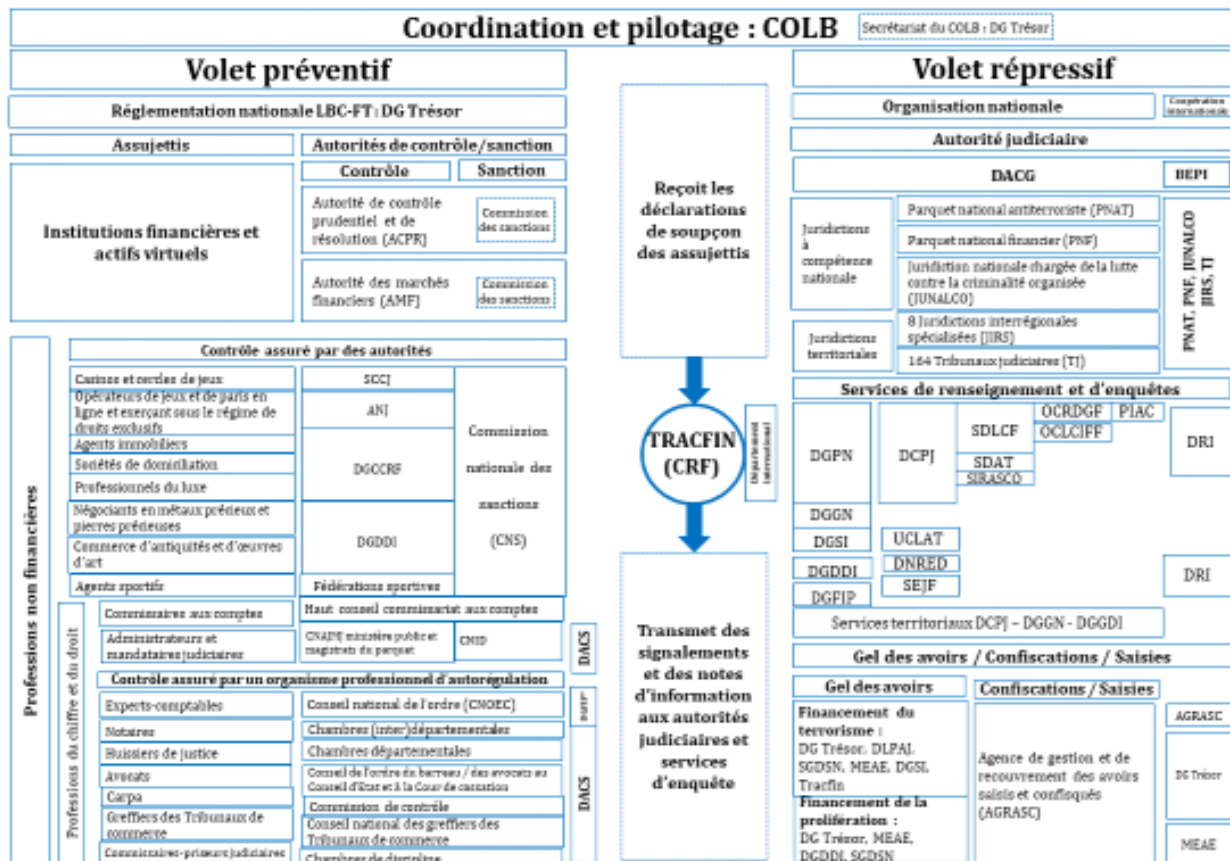 Coordination et pilotage : COLB
Secrétariat du COLB : DG Trésor
Volet préventif
Réglementation nationale LBC-FT: DG Trésor
Assujettis
Autorités de contrôle/sanction
Contrôle
Sanction
Institutions financières et
actifs virtuels
Autorité de contrôle
prudentiel et de
résolution (ACPR)
Commission
des sanctions
Autorité des marchés
financiers (AMF)
Commission
des sanctions
Professions non financières
Contrôle assuré par des autorités
Casinos et cercles de jeux
SCCJ
Opérateurs de jeux et de paris en
ligne et exerçant sous le régime de
droits exclusifs
ANJ
Agents immobiliers
Sociétés de domiciliation
Professionnels du luxe
DGCCRF
Négociants en métaux précieux et
pierres précieuses
Commerce d'antiquités et d'œuvres
d'art
DGDDI
Agents sportifs
Fédérations sportives
Commission
nationale des
sanctions
(CNS)
Professions du chiffre et du droit
Commissaires aux comptes
Haut conseil commissariat aux comptes
Administrateurs et
mandataires judiciaires
ministère public et
magistrats du parquet
CNID
DACS
Contrôle assuré par un organisme professionnel d'autorégulation
Experts-comptables
Conseil national de l'ordre (CNOEC)
Notaires
Chambres (inter)départementales
Huissiers de justice
Chambres départementales
Avocats
Conseil de l'ordre du barreau / des avocats au
Conseil d'Etat et à la Cour de cassation
Carpa
Commission de contrôle
Greffiers des Tribunaux de
commerce
Conseil national des greffiers des
Tribunaux de commerce
Commissaires-priseurs judiciaires
Chambres de discipline
DACS
Reçoit les
déclarations
de soupçon
des assujettis
TRACFIN
(CRF)
Département
international
Transmet des
signalements
et des notes
d'information
aux autorités
judiciaires et
services
d'enquête
Volet répressif
Organisation nationale
Coopération
internationale
Autorité judiciaire
DACG
BEPI
Juridictions
à
compétence
nationale
Parquet national antiterroriste (PNAT)
Parquet national financier (PNF)
Juridiction nationale chargée de la lutte
contre la criminalité organisée
(JUNALCO)
Juridictions
territoriales
8 Juridictions interrégionales
spécialisées (JIRS)
164 Tribunaux judiciaires (TJ)
PNAT, PNF, JUNALCO
JIRS, TJ
Services de renseignement et d'enquêtes
DGPN
DCPJ
SDLCF
OCRDGF
PIAC
OCLCIFF
SDAT
SIRASCO
DRI
DGGN
DGSI
UCLAT
DGDDI
DNRED
SEJF
DGFIP
DRI
Services territoriaux DCPJ – DGGN - DGGDI
Gel des avoirs / Confiscations / Saisies
Gel des avoirs
Confiscations / Saisies
Financement du
terrorisme :
DG Trésor, DLPAJ,
SGDSN, MEAE, DGSI,
Tracfin
Financement de la
prolifération :
DG Trésor, MEAE,
DGDDI, SGDSN
Agence de gestion et de
recouvrement des avoirs
saisis et confisqués
(AGRASC)
AGRASC
DG Trésor
MEAE